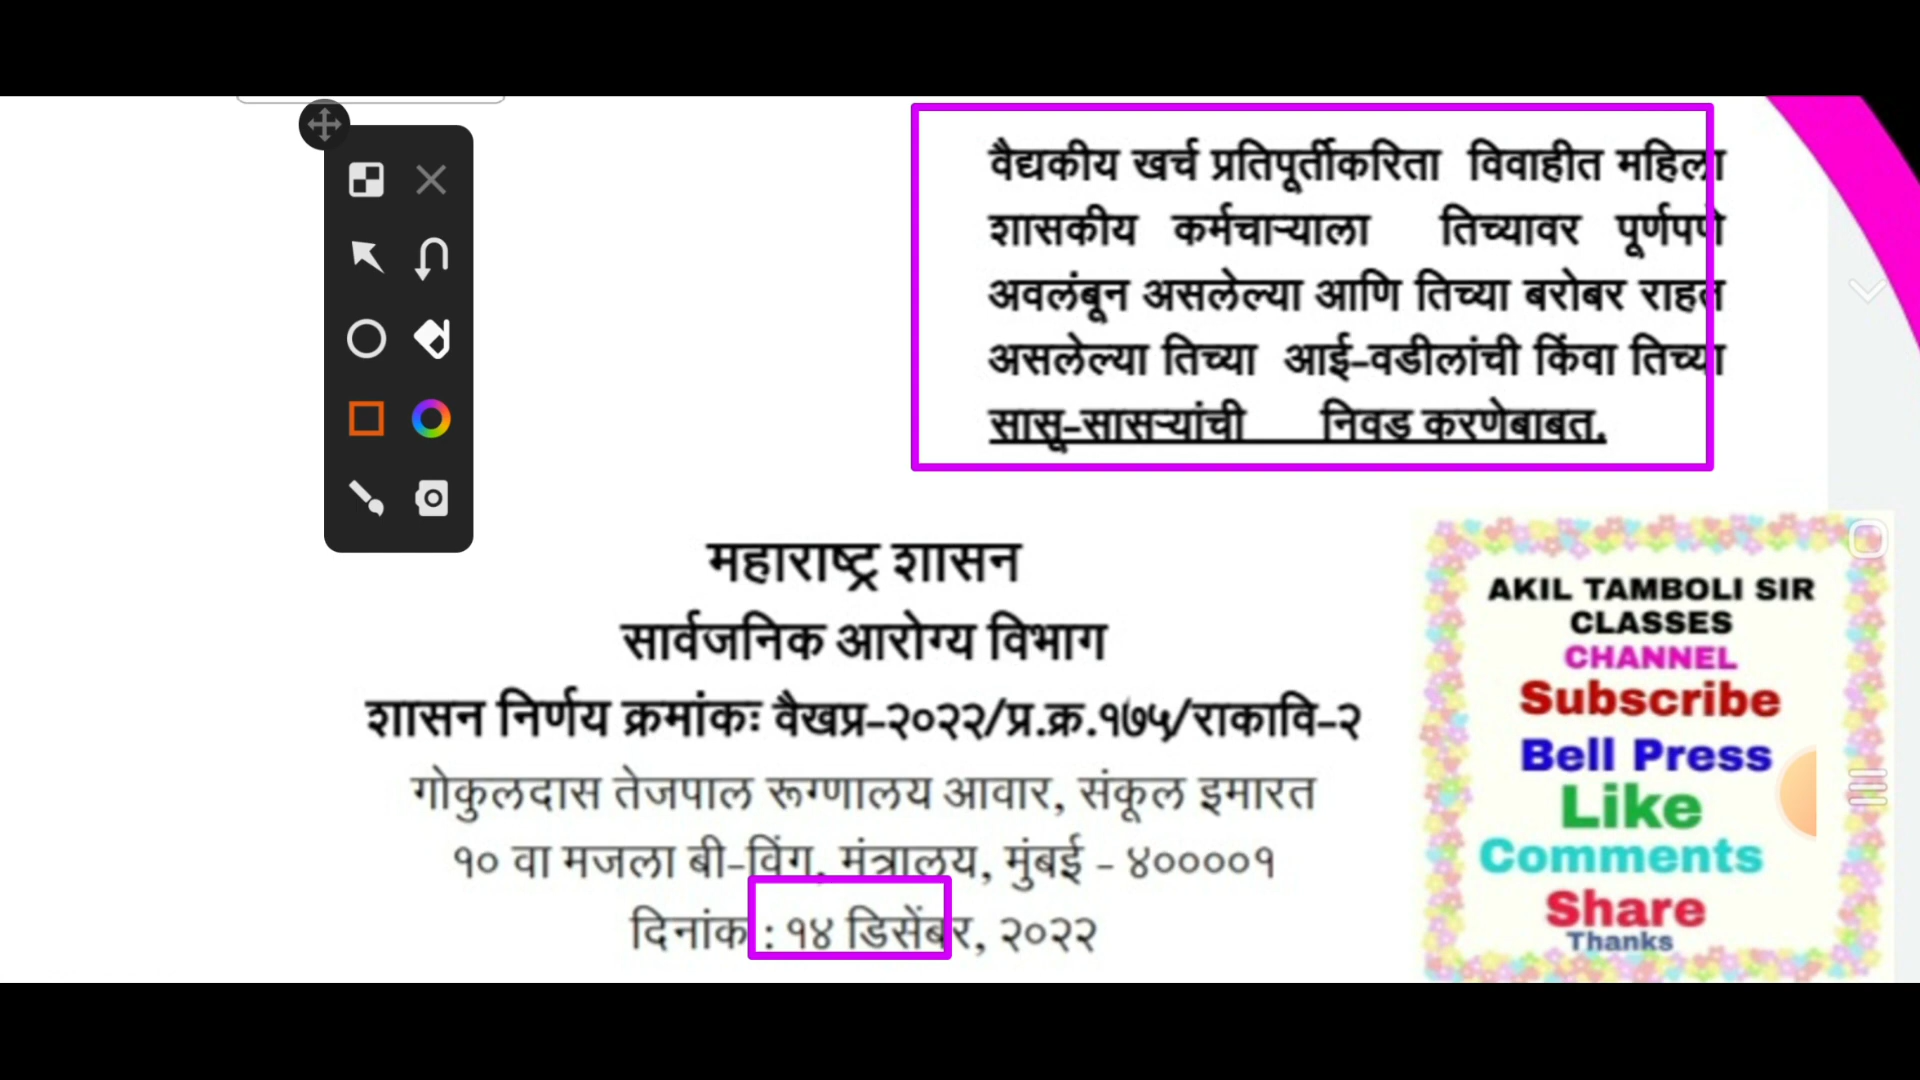 वैद्यकीय खर्च प्रतिपूर्तीकरिता विवाहीत महिला
शासकीय कर्मचाऱ्याला तिच्यावर पूर्णपणे
अवलंबून असलेल्या आणि तिच्या बरोबर राहत
असलेल्या तिच्या आई-वडीलांची किंवा तिच्या
सासू-सासऱ्यांची निवड करणेबाबत.
महाराष्ट्र शासन
सार्वजनिक आरोग्य विभाग
शासन निर्णय क्रमांकः वैखप्र-२०२२/प्र.क्र.१७५/राकावि-२
गोकुलदास तेजपाल रूग्णालय आवार, संकूल इमारत
१० वा मजला बी-विंग, मंत्रालय, मुंबई - ४००००१
दिनांक : १४ डिसेंबर, २०२२
AKIL TAMBOLI SIR
CLASSES
CHANNEL
Subscribe
Bell Press
Like
Comments
Share
Thanks